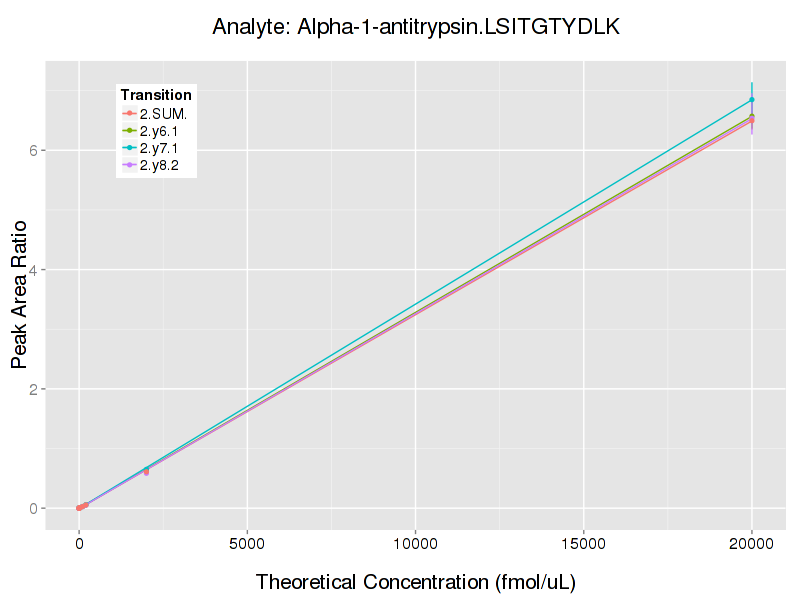 Analyte: Alpha-1-antitrypsin.LSITGTYDLK
Transition
2.SUM.
2.y6.1
2.y7.1
2.y8.2
Peak Area Ratio
6
4
2
0
0 5000 10000 15000 20000
Theoretical Concentration (fmol/uL)